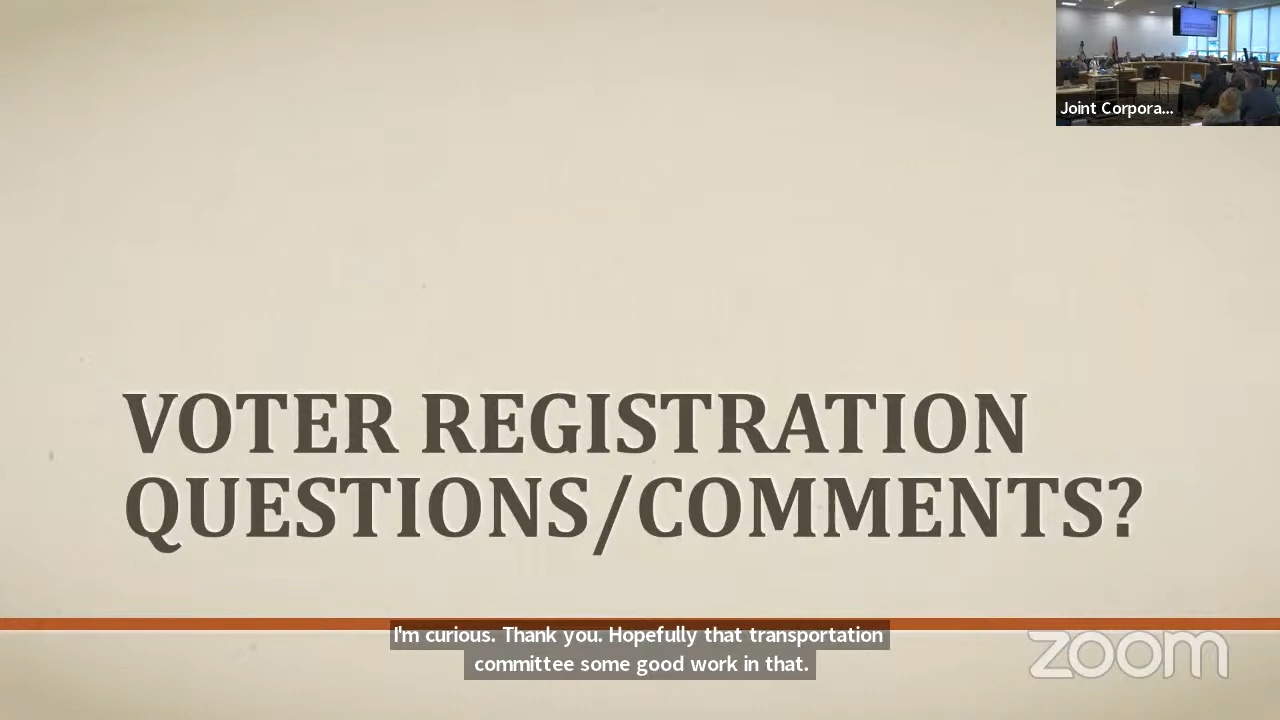 Joint Corpora...
VOTER REGISTRATION
QUESTIONS/COMMENTS?
I'm curious. Thank you. Hopefully that transportation
committee some good work in that.
zoom